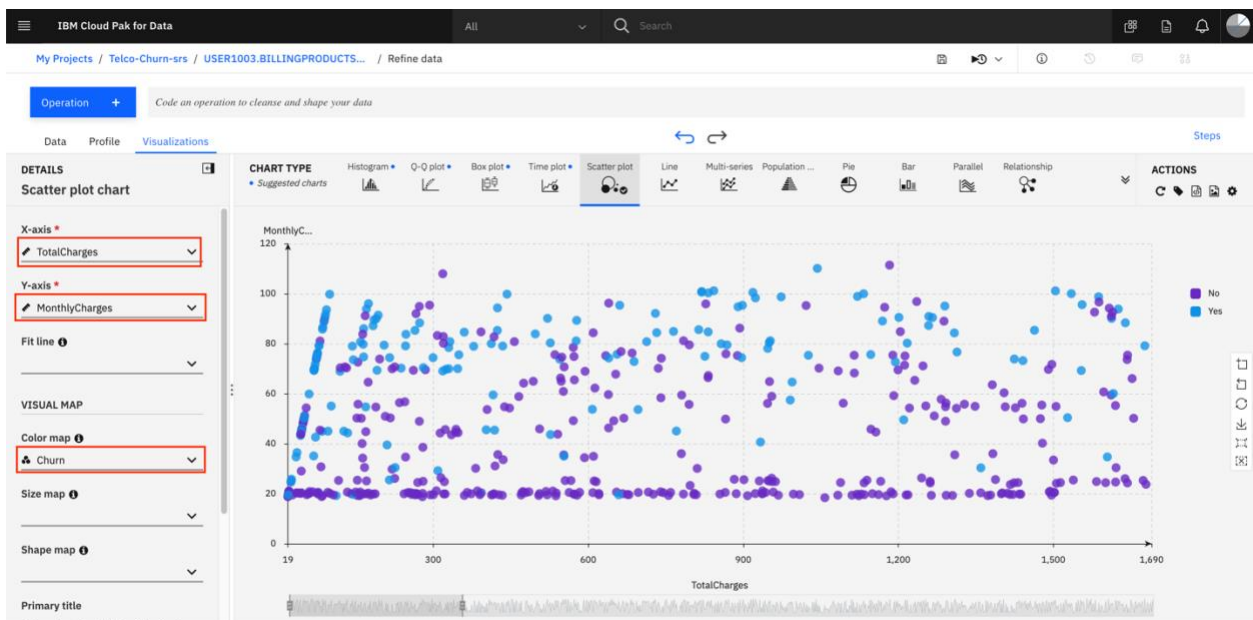 IBM Cloud Pak for Data
All
Search
My Projects / Telco-Churn-srs / USER1003.BILLINGPRODUCTS... / Refine data
Operation +
Code an operation to cleanse and shape your data
Data Profile Visualizations
Steps
DETAILS
Scatter plot chart
CHART TYPE
Suggested charts
Histogram Q-Q plot Box plot Time plot Scatter plot Line Multi-series Population ... Pie Bar Parallel Relationship
ACTIONS
X-axis *
TotalCharges
Y-axis *
MonthlyCharges
Fit line
VISUAL MAP
Color map
Churn
Size map
Shape map
Primary title
MonthlyC...
120
100
80
60
40
20
0
19 300 600 900 1,200 1,500 1,690
TotalCharges
No
Yes